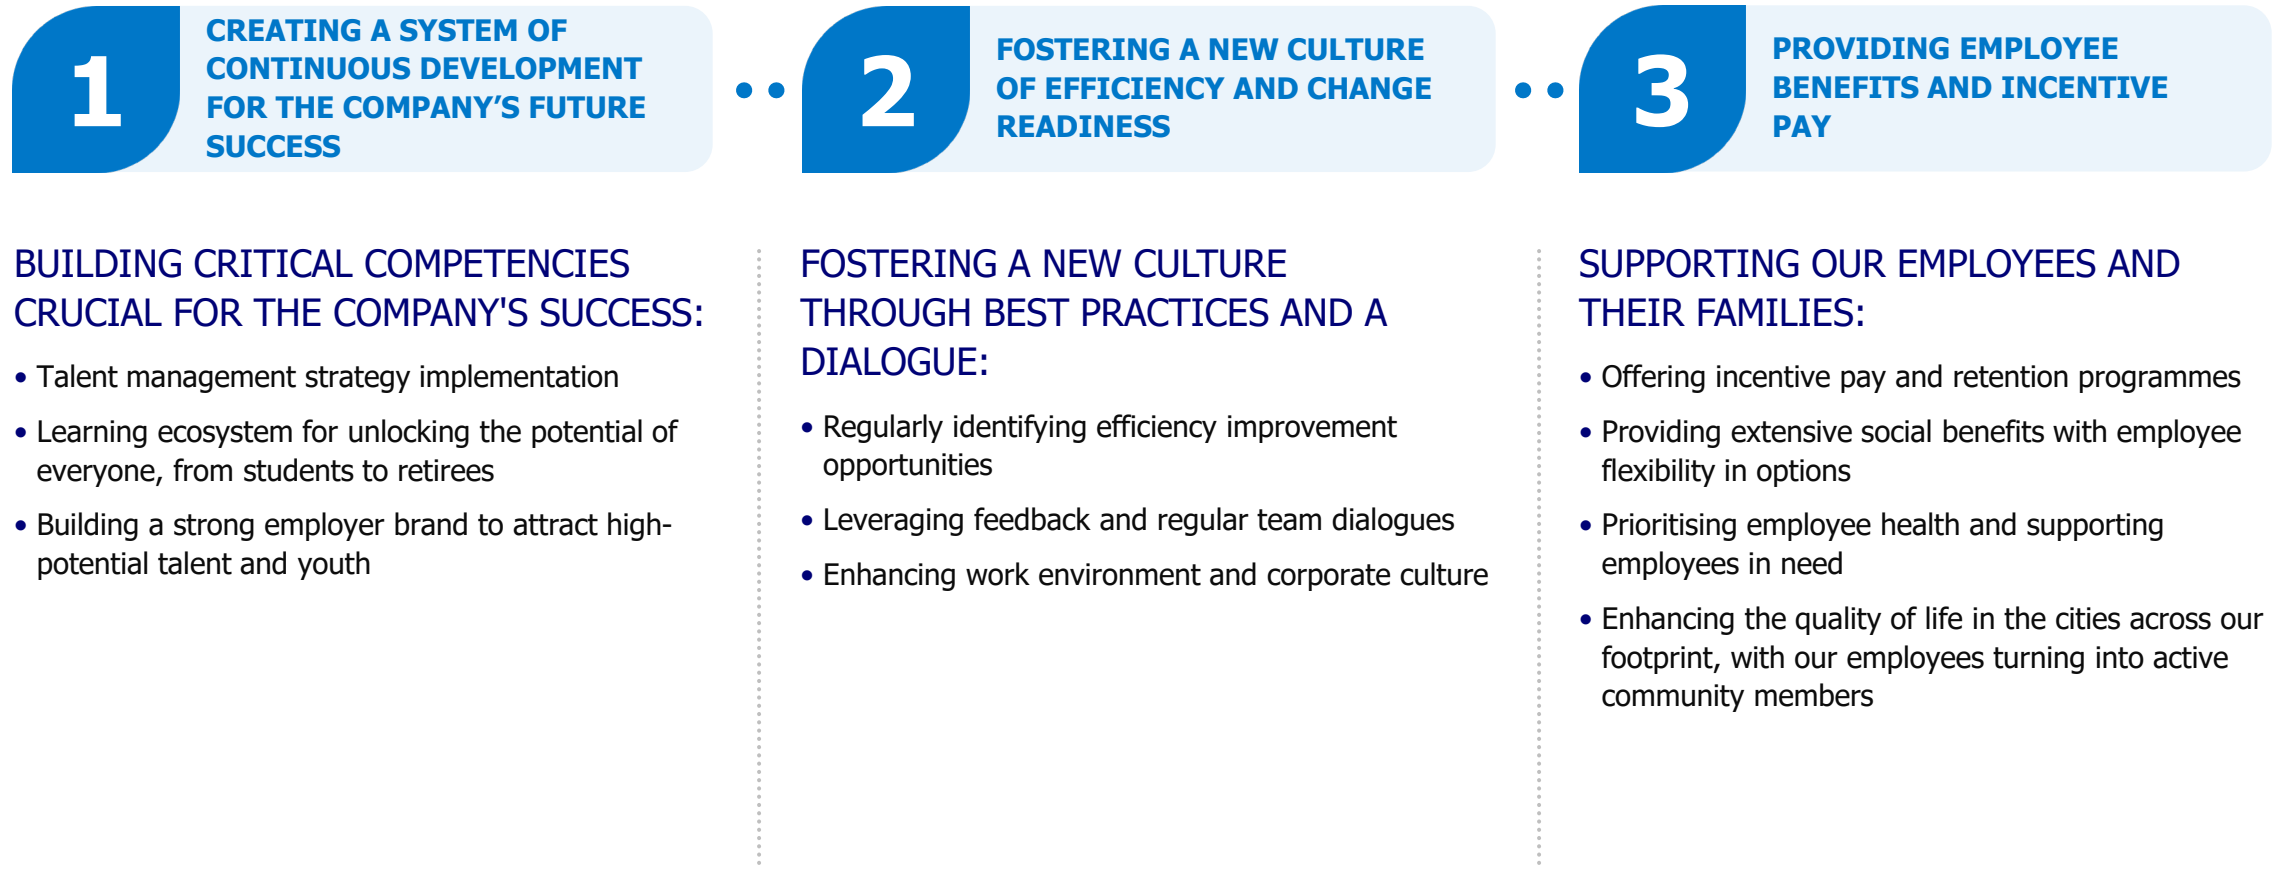 1
CREATING A SYSTEM OF
CONTINUOUS DEVELOPMENT
FOR THE COMPANY’S FUTURE
SUCCESS
2
FOSTERING A NEW CULTURE
OF EFFICIENCY AND CHANGE
READINESS
3
PROVIDING EMPLOYEE
BENEFITS AND INCENTIVE
PAY
BUILDING CRITICAL COMPETENCIES
CRUCIAL FOR THE COMPANY'S SUCCESS:
• Talent management strategy implementation
• Learning ecosystem for unlocking the potential of
everyone, from students to retirees
• Building a strong employer brand to attract high-
potential talent and youth
FOSTERING A NEW CULTURE
THROUGH BEST PRACTICES AND A
DIALOGUE:
• Regularly identifying efficiency improvement
opportunities
• Leveraging feedback and regular team dialogues
• Enhancing work environment and corporate culture
SUPPORTING OUR EMPLOYEES AND
THEIR FAMILIES:
• Offering incentive pay and retention programmes
• Providing extensive social benefits with employee
flexibility in options
• Prioritising employee health and supporting
employees in need
• Enhancing the quality of life in the cities across our
footprint, with our employees turning into active
community members